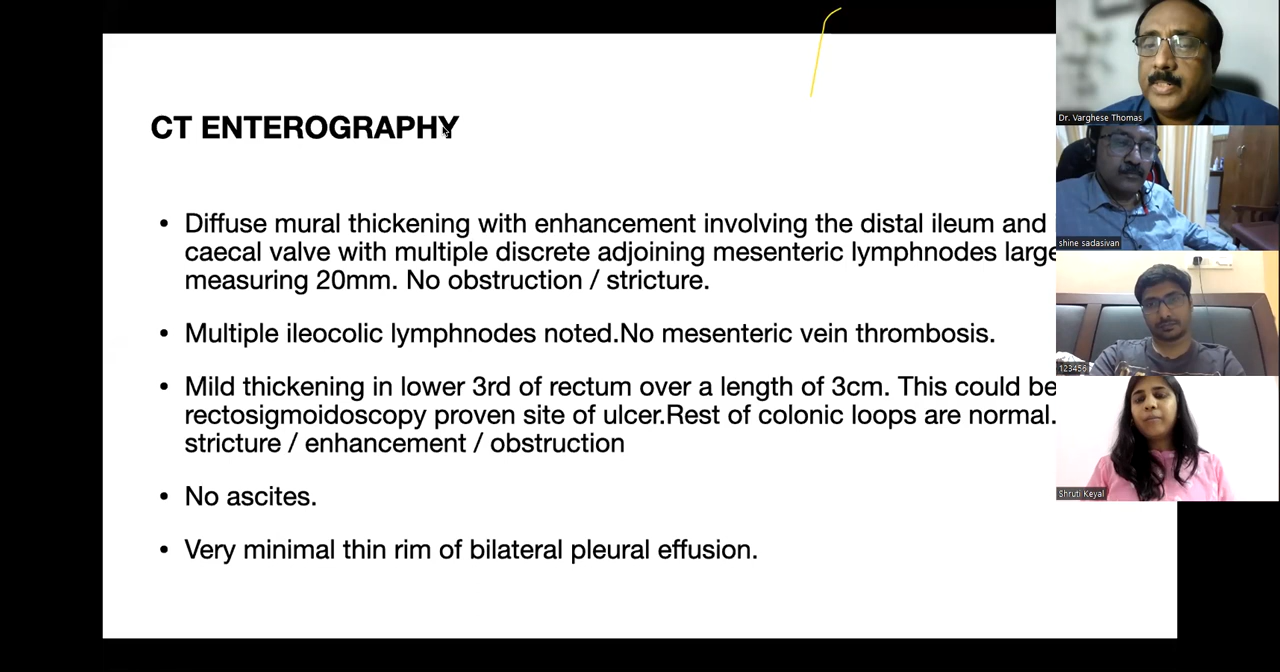 CT ENTEROGRAPHY
• Diffuse mural thickening with enhancement involving the distal ileum and
caecal valve with multiple discrete adjoining mesenteric lymphnodes large
measuring 20mm. No obstruction / stricture.
• Multiple ileocolic lymphnodes noted.No mesenteric vein thrombosis.
• Mild thickening in lower 3rd of rectum over a length of 3cm. This could be
rectosigmoidoscopy proven site of ulcer.Rest of colonic loops are normal.
stricture / enhancement / obstruction
• No ascites.
• Very minimal thin rim of bilateral pleural effusion.
Dr. Varghese Thomas
shine sadasivan
123456
Shruti Keyal